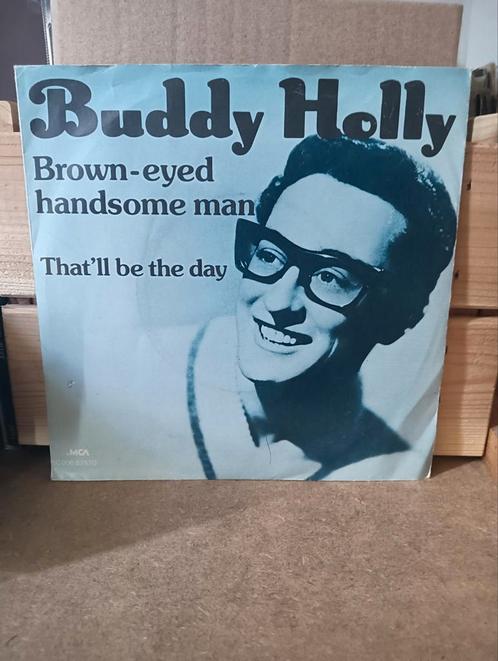 Buddy Holly
Brown-eyed
handsome man
That'll be the day
MCA